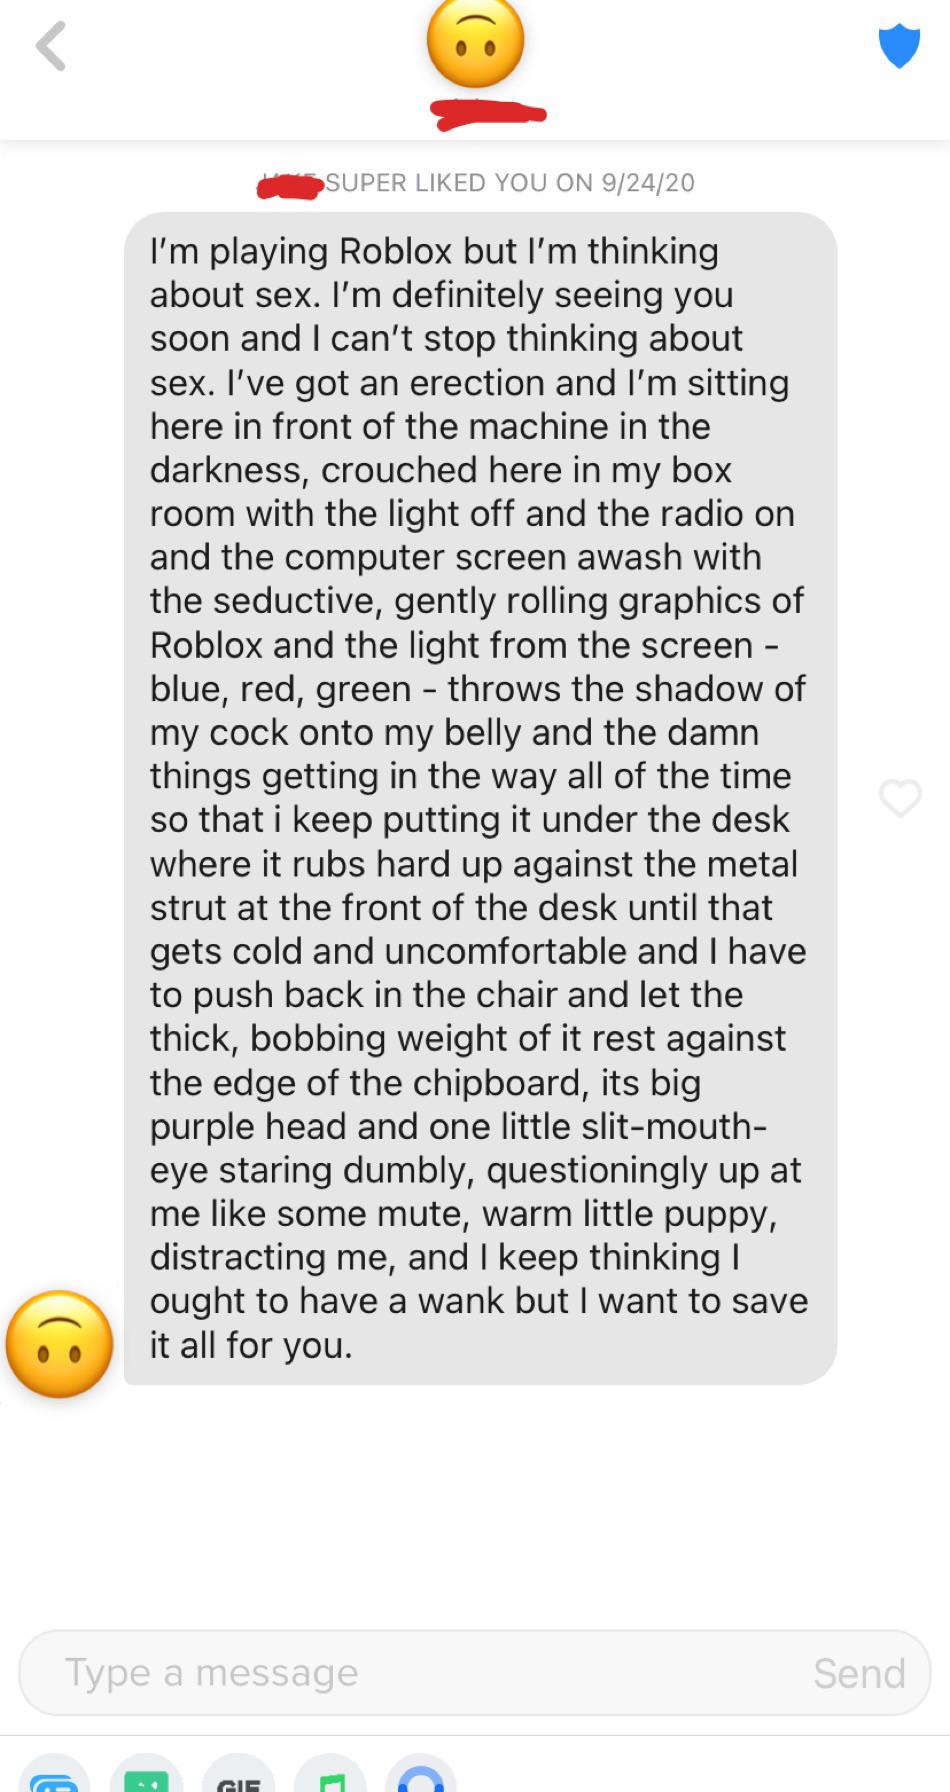 SUPER LIKED YOU ON 9/24/20
I'm playing Roblox but I'm thinking
about sex. I'm definitely seeing you
soon and I can't stop thinking about
sex. I've got an erection and I'm sitting
here in front of the machine in the
darkness, crouched here in my box
room with the light off and the radio on
and the computer screen awash with
the seductive, gently rolling graphics of
Roblox and the light from the screen -
blue, red, green - throws the shadow of
my cock onto my belly and the damn
things getting in the way all of the time
so that i keep putting it under the desk
where it rubs hard up against the metal
strut at the front of the desk until that
gets cold and uncomfortable and I have
to push back in the chair and let the
thick, bobbing weight of it rest against
the edge of the chipboard, its big
purple head and one little slit-mouth-
eye staring dumbly, questioningly up at
me like some mute, warm little puppy,
distracting me, and I keep thinking I
ought to have a wank but I want to save
it all for you.
Type a message Send
GIF